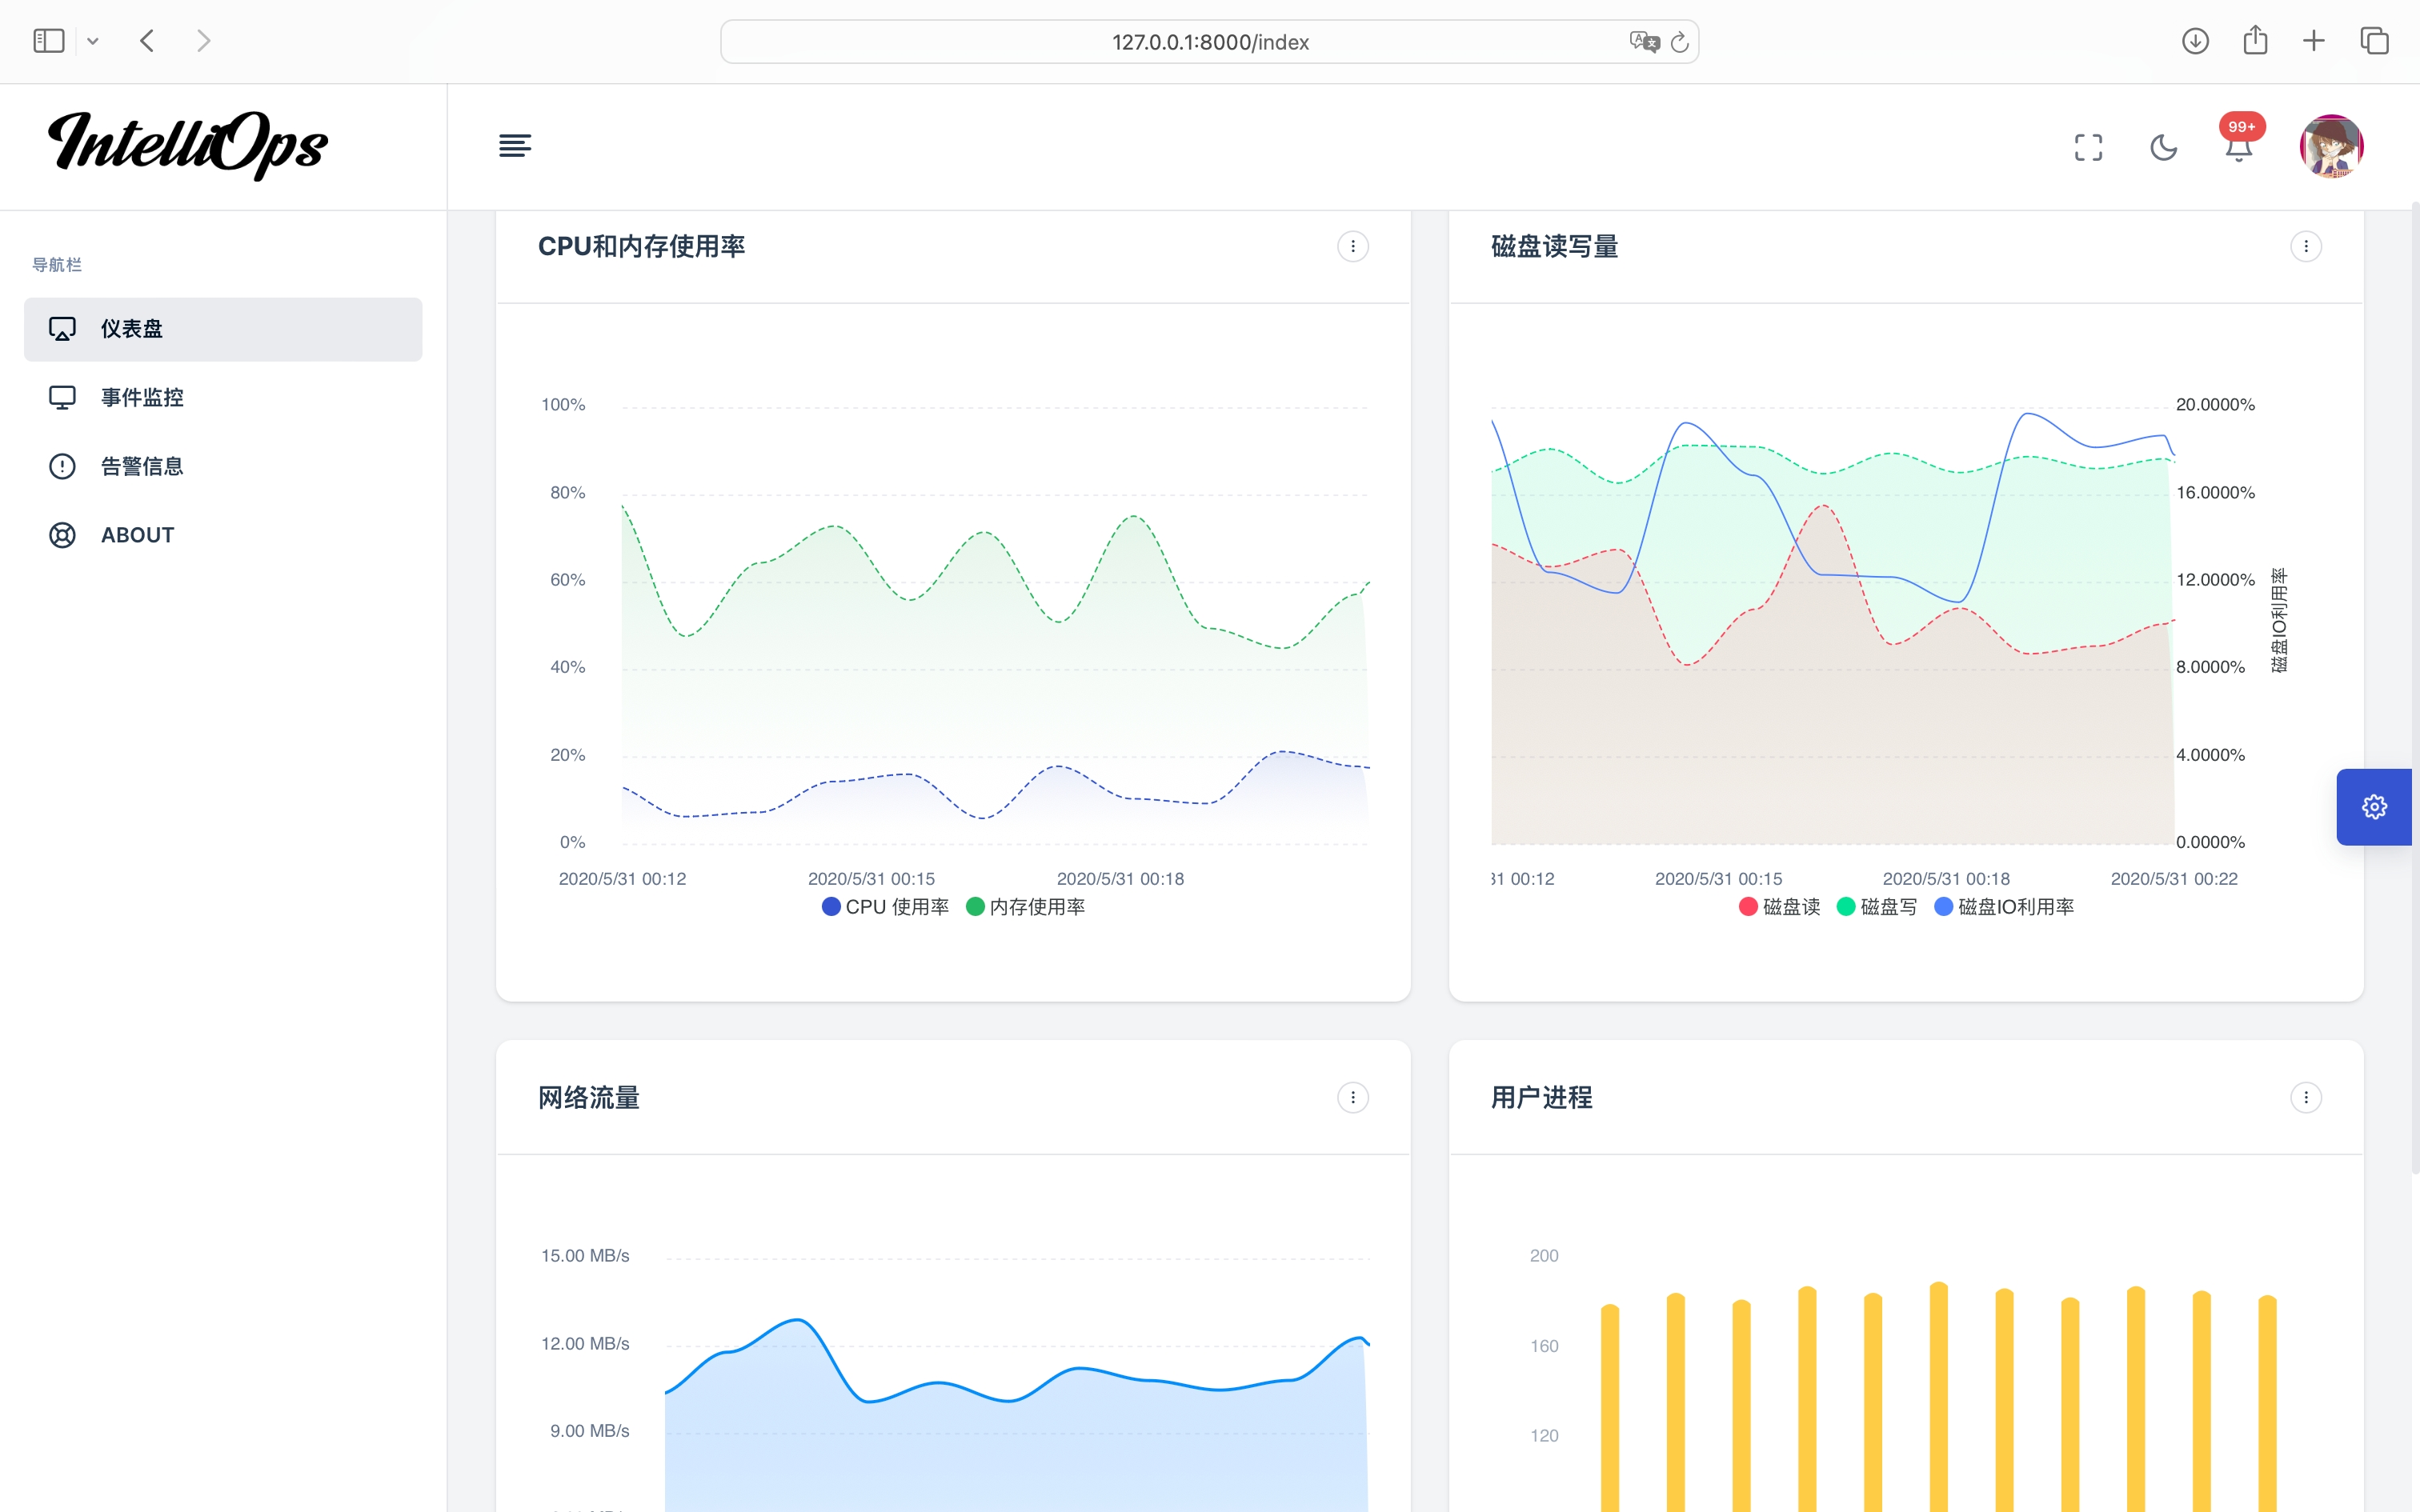 127.0.0.1:8000/index
IntelliOps
99+
导航栏
仪表盘
事件监控
告警信息
ABOUT
CPU和内存使用率
100%
80%
60%
40%
20%
0%
2020/5/31 00:12 2020/5/31 00:15 2020/5/31 00:18
CPU 使用率 内存使用率
磁盘读写量
20.0000%
16.0000%
12.0000%
8.0000%
4.0000%
0.0000%
磁盘IO利用率
31 00:12 2020/5/31 00:15 2020/5/31 00:18 2020/5/31 00:22
磁盘读 磁盘写 磁盘IO利用率
网络流量
15.00 MB/s
12.00 MB/s
9.00 MB/s
用户进程
200
160
120